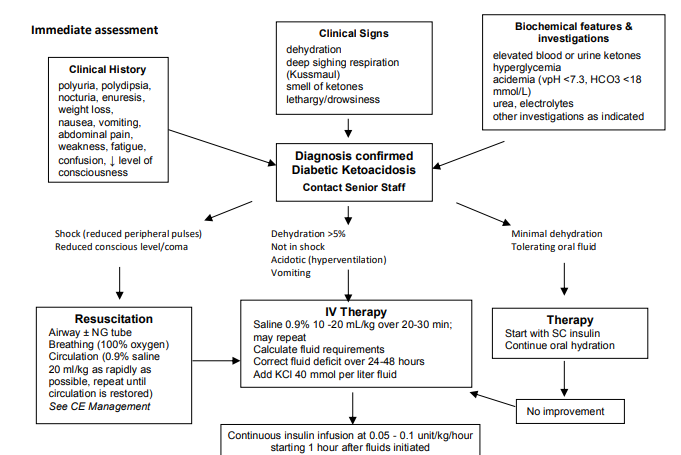 Immediate assessment
Clinical History
polyuria, polydipsia,
nocturia, enuresis,
weight loss,
nausea, vomiting,
abdominal pain,
weakness, fatigue,
confusion, ↓ level of
consciousness
Clinical Signs
dehydration
deep sighing respiration
(Kussmaul)
smell of ketones
lethargy/drowsiness
Biochemical features &
investigations
elevated blood or urine ketones
hyperglycemia
acidemia (vpH <7.3, HCO3 <18
mmol/L)
urea, electrolytes
other investigations as indicated
Diagnosis confirmed
Diabetic Ketoacidosis
Contact Senior Staff
Shock (reduced peripheral pulses)
Reduced conscious level/coma
Dehydration >5%
Not in shock
Acidotic (hyperventilation)
Vomiting
Minimal dehydration
Tolerating oral fluid
Resuscitation
Airway ± NG tube
Breathing (100% oxygen)
Circulation (0.9% saline
20 ml/kg as rapidly as
possible, repeat until
circulation is restored)
See CE Management
IV Therapy
Saline 0.9% 10 -20 mL/kg over 20-30 min;
may repeat
Calculate fluid requirements
Correct fluid deficit over 24-48 hours
Add KCl 40 mmol per liter fluid
Therapy
Start with SC insulin
Continue oral hydration
No improvement
Continuous insulin infusion at 0.05 - 0.1 unit/kg/hour
starting 1 hour after fluids initiated